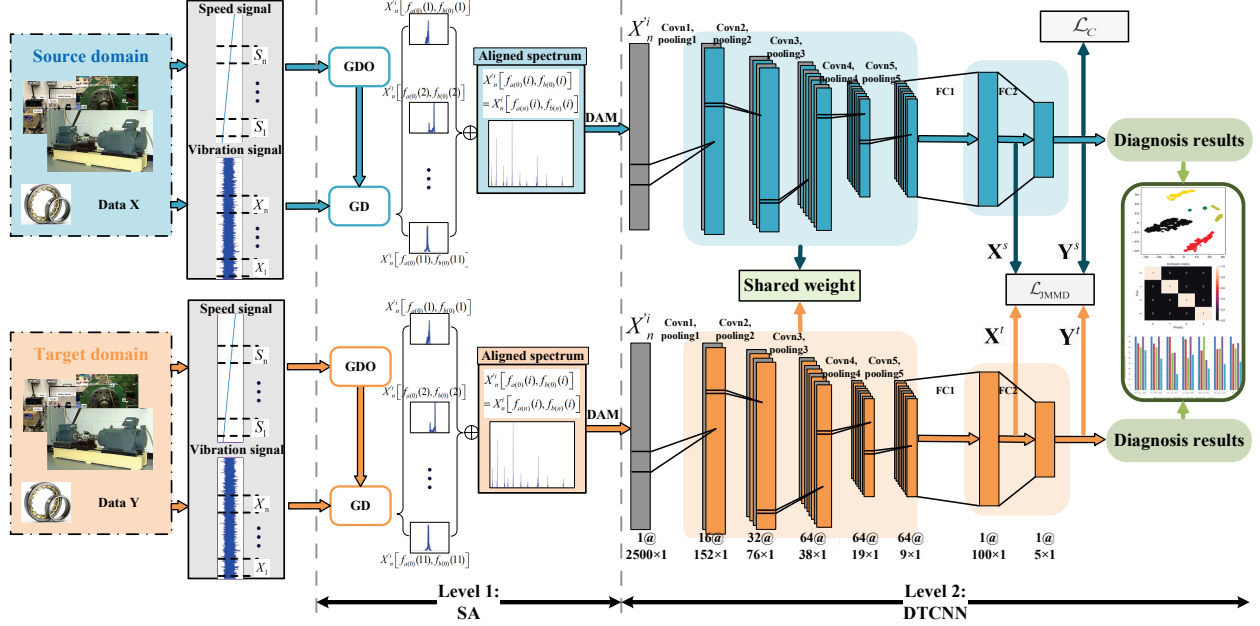 Source domain
Data X
Speed signal
S_n
S_1
Vibration signal
X_n
X_1
GDO
GD
X'^i_n[f_{a(0)}(1), f_{b(0)}(1)]
X'^i_n[f_{a(0)}(2), f_{b(0)}(2)]
X'^i_n[f_{a(0)}(11), f_{b(0)}(11)]
⊕
Aligned spectrum
X'^i_n[f_{a(0)}(i), f_{b(0)}(i)]
= X^i_n[f_{a(n)}(i), f_{b(n)}(i)]
DAM
X'^i_n
Covn1,
pooling1
Covn2,
pooling2
Covn3,
pooling3
Covn4,
pooling4
Covn5,
pooling5
FC1
FC2
ℒ_C
Diagnosis results
X^s
Y^s
Shared weight
ℒ_JMMD
X^t
Y^t
Target domain
Data Y
Speed signal
S_n
S_1
Vibration signal
X_n
X_1
GDO
GD
X'^i_n[f_{a(0)}(1), f_{b(0)}(1)]
X'^i_n[f_{a(0)}(2), f_{b(0)}(2)]
X'^i_n[f_{a(0)}(11), f_{b(0)}(11)]
⊕
Aligned spectrum
X'^i_n[f_{a(0)}(i), f_{b(0)}(i)]
= X^i_n[f_{a(n)}(i), f_{b(n)}(i)]
DAM
X'^i_n
Covn1,
pooling1
Covn2,
pooling2
Covn3,
pooling3
Covn4,
pooling4
Covn5,
pooling5
FC1
FC2
Diagnosis results
1@
2500×1
16@
152×1
32@
76×1
64@
38×1
64@
19×1
64@
9×1
1@
100×1
1@
5×1
Level 1:
SA
Level 2:
DTCNN